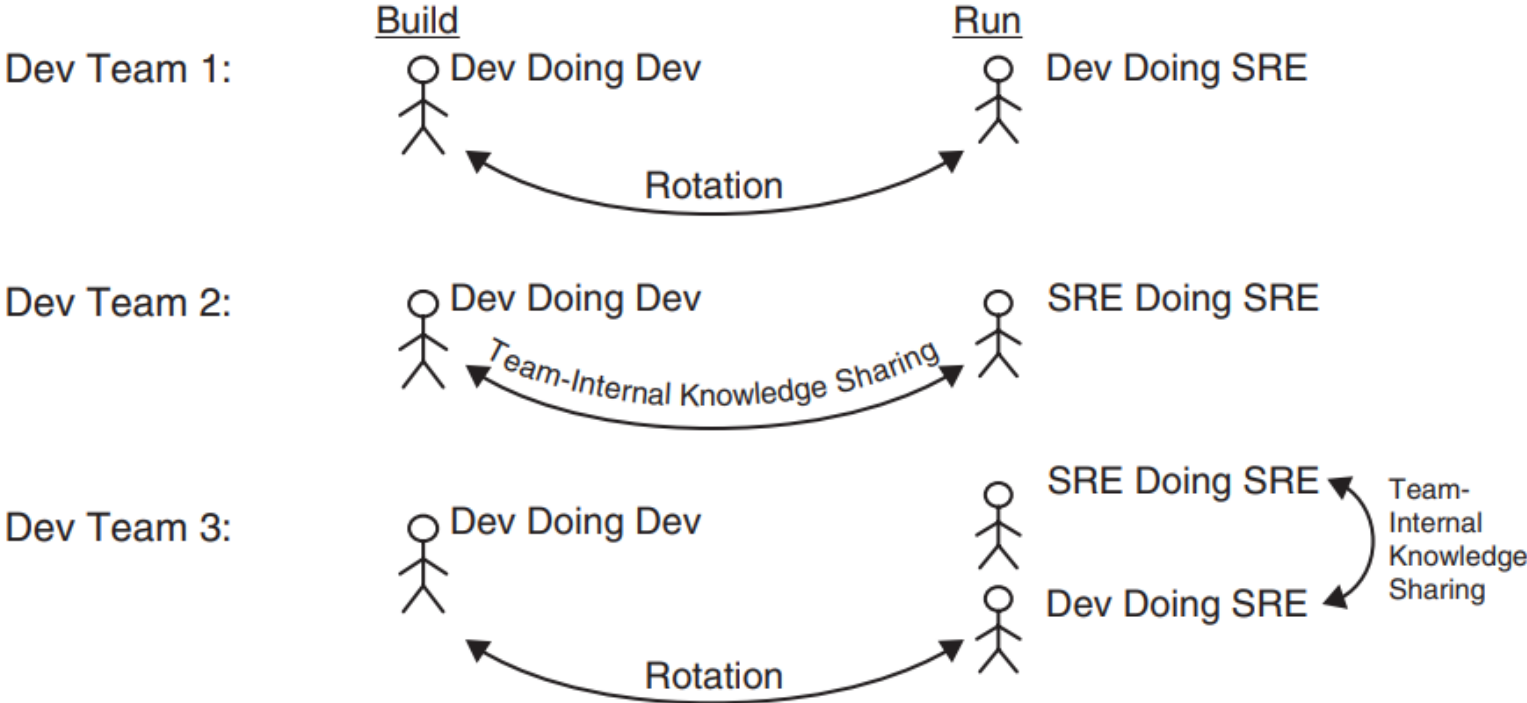 Build Run
Dev Team 1: Dev Doing Dev Dev Doing SRE
Rotation
Dev Team 2: Dev Doing Dev SRE Doing SRE
Team-Internal Knowledge Sharing
Dev Team 3: Dev Doing Dev SRE Doing SRE
Team-
Internal
Knowledge
Sharing
Dev Doing SRE
Rotation